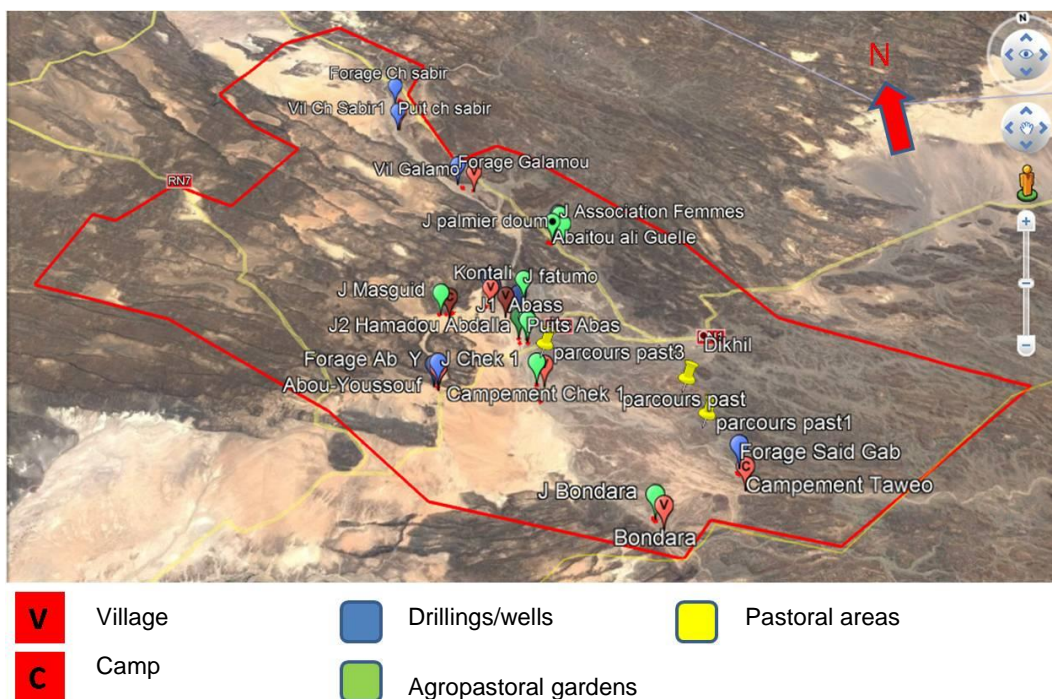 N
N
Forage Ch sabir
Vil Ch Sabir1 Puit ch sabir
Vil Galamo Forage Galamou
RN7
J palmier doum J Association Femmes
Abaitou ali Guelle
Kontali J fatumo
J Masguid
J1 Abass
J2 Hamadou Abdalla Puits Abas
Dikhil
Forage Ab Y J Chek 1 parcours past3
Abou-Youssouf Campement Chek 1 parcours past
parcours past1
Forage Said Gab
C
Campement Taweo
J Bondara
V
Bondara
V Village Drillings/wells Pastoral areas
C Camp Agropastoral gardens